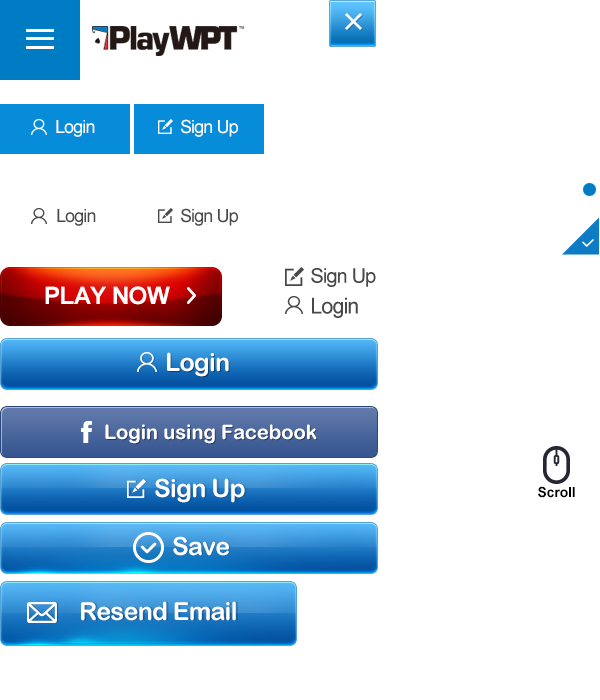 PlayWPT™
Login
Sign Up
Login
Sign Up
PLAY NOW
Sign Up
Login
Login
Login using Facebook
Sign Up
Save
Resend Email
Scroll